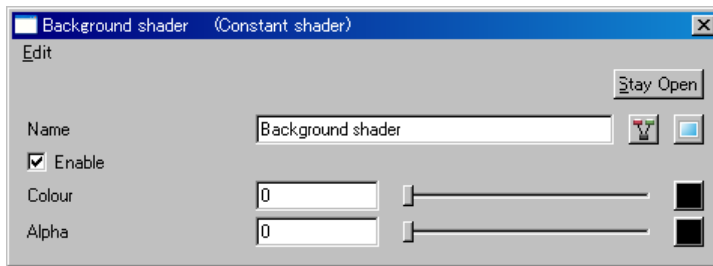 Background shader (Constant shader)
Edit
Stay Open
Name Background shader
Enable
Colour 0
Alpha 0